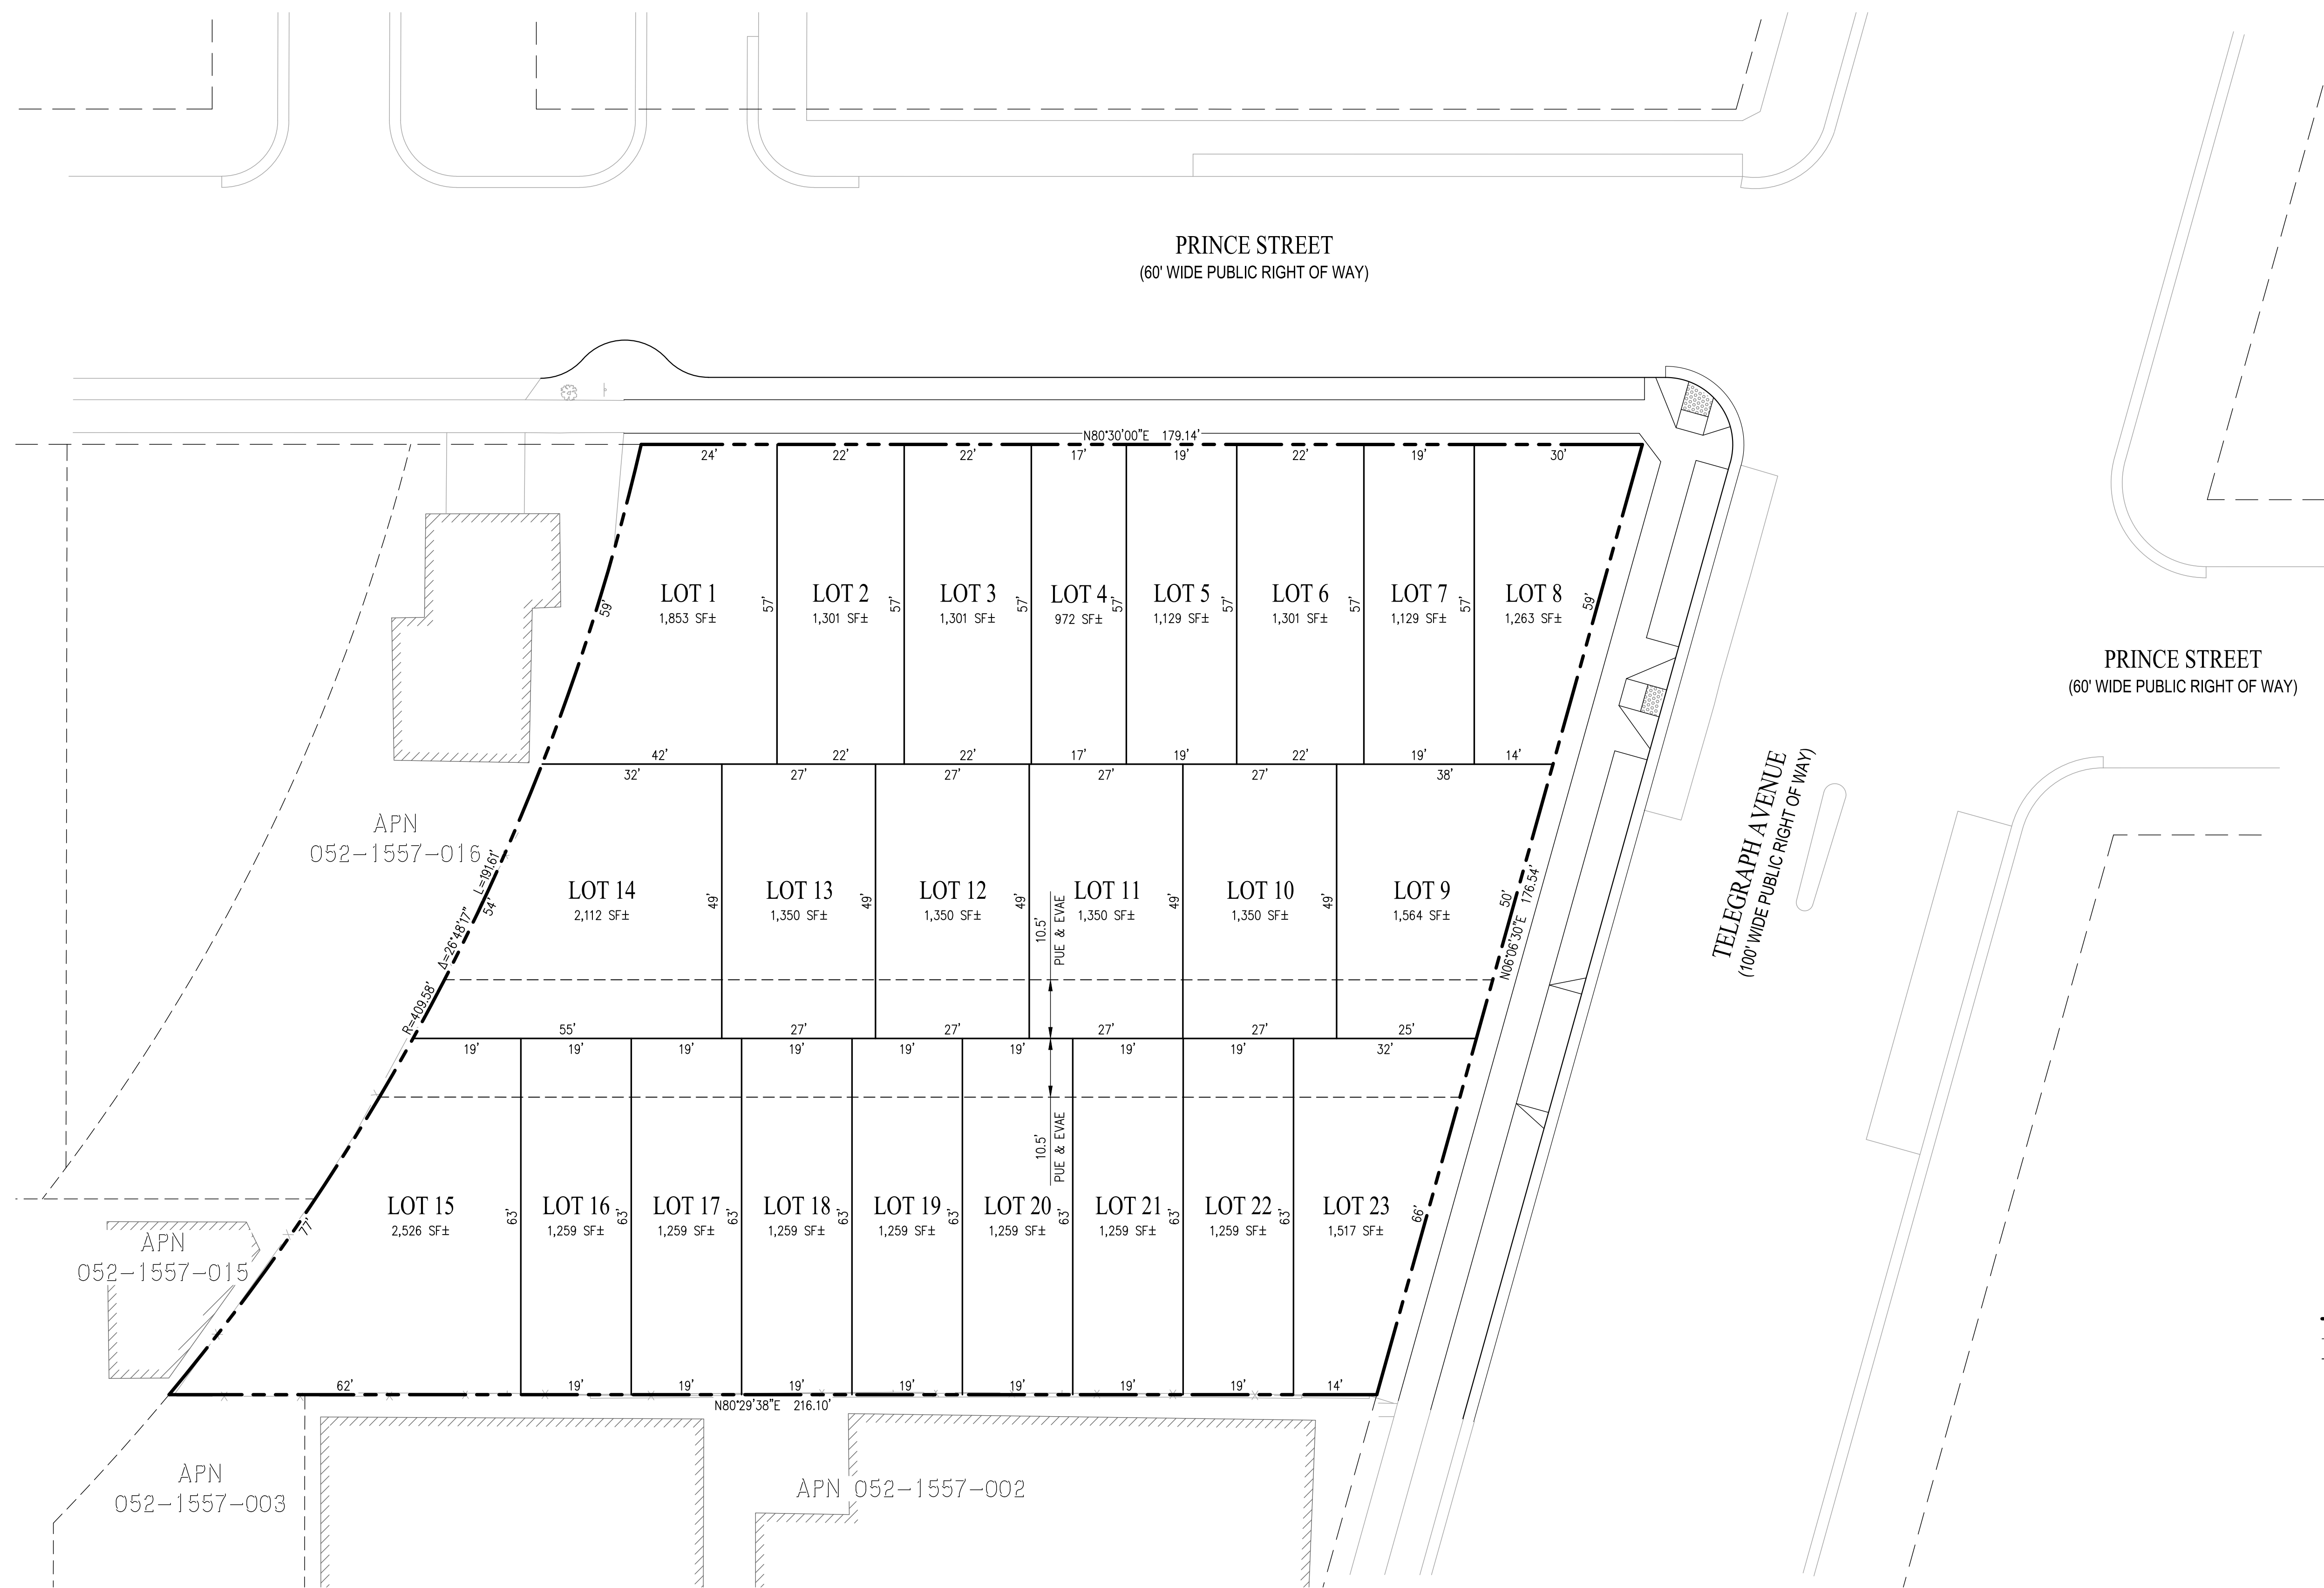 PRINCE STREET
(60' WIDE PUBLIC RIGHT OF WAY)
N80°30'00"E 179.14'
24'
22'
22'
17'
19'
22'
19'
30'
59'
LOT 1
1,853 SF±
57'
LOT 2
1,301 SF±
57'
LOT 3
1,301 SF±
57'
LOT 4
972 SF±
57'
LOT 5
1,129 SF±
57'
LOT 6
1,301 SF±
57'
LOT 7
1,129 SF±
57'
LOT 8
1,263 SF±
59'
42'
22'
22'
17'
19'
22'
19'
14'
PRINCE STREET
(60' WIDE PUBLIC RIGHT OF WAY)
TELEGRAPH AVENUE
(100' WIDE PUBLIC RIGHT OF WAY)
32'
27'
27'
27'
27'
38'
APN
052-1557-016
R=409.58' Δ=26°48'17" L=191.61'
54'
LOT 14
2,112 SF±
49'
LOT 13
1,350 SF±
49'
LOT 12
1,350 SF±
49'
10.5'
PUE & EVAE
LOT 11
1,350 SF±
49'
LOT 10
1,350 SF±
49'
LOT 9
1,564 SF±
50'
N06°06'30"E 176.54'
55'
27'
27'
27'
27'
25'
19'
19'
19'
19'
19'
19'
19'
19'
32'
10.5'
PUE & EVAE
77'
LOT 15
2,526 SF±
63'
LOT 16
1,259 SF±
63'
LOT 17
1,259 SF±
63'
LOT 18
1,259 SF±
63'
LOT 19
1,259 SF±
63'
LOT 20
1,259 SF±
63'
LOT 21
1,259 SF±
63'
LOT 22
1,259 SF±
63'
LOT 23
1,517 SF±
66'
APN
052-1557-015
62'
19'
19'
19'
19'
19'
19'
19'
14'
N80°29'38"E 216.10'
APN
052-1557-003
APN 052-1557-002